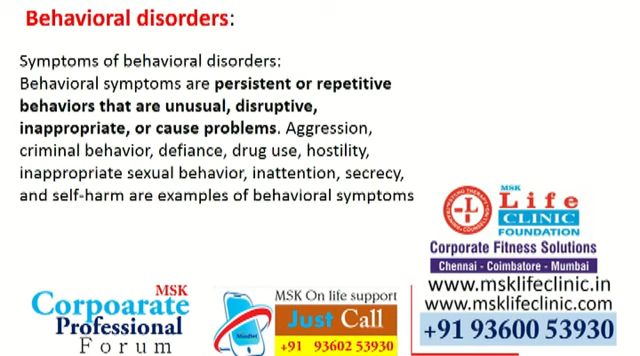 Behavioral disorders:
Symptoms of behavioral disorders:
Behavioral symptoms are persistent or repetitive
behaviors that are unusual, disruptive,
inappropriate, or cause problems. Aggression,
criminal behavior, defiance, drug use, hostility,
inappropriate sexual behavior, inattention, secrecy,
and self-harm are examples of behavioral symptoms
MSK
Life
CLINIC
FOUNDATION
Corporate Fitness Solutions
Chennai - Coimbatore - Mumbai
www.msklifeclinic.in
www.msklifeclinic.com
+91 93600 53930
MSK
Corpoarate
Professional
Forum
MSK On life support
Just Call
+91 93602 53930